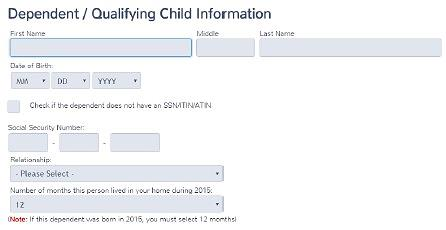 Dependent / Qualifying Child Information
First Name Middle Last Name
Date of Birth:
MM DD YYYY
Check if the dependent does not have an SSN/ITIN/ATIN
Social Security Number:
- -
Relationship:
- Please Select -
Number of months this person lived in your home during 2015:
12
(Note: If this dependent was born in 2015, you must select 12 months)